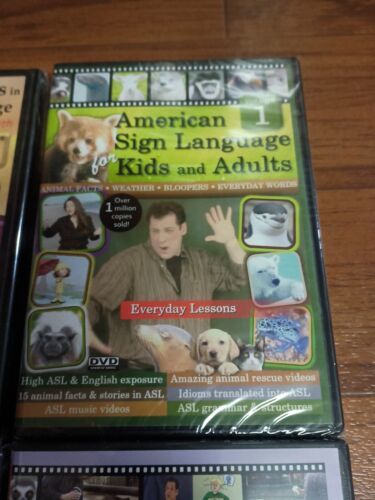 s in
ge
1
American
Sign Language
for
Kids and Adults
ANIMAL FACTS • WEATHER • BLOOPERS • EVERYDAY WORDS
1 Over
million
copies
sold!
Everyday Lessons
DVD
High ASL & English exposure
15 animal facts & stories in ASL
ASL music videos
Amazing animal rescue videos
Idioms translated into ASL
ASL grammar & structures